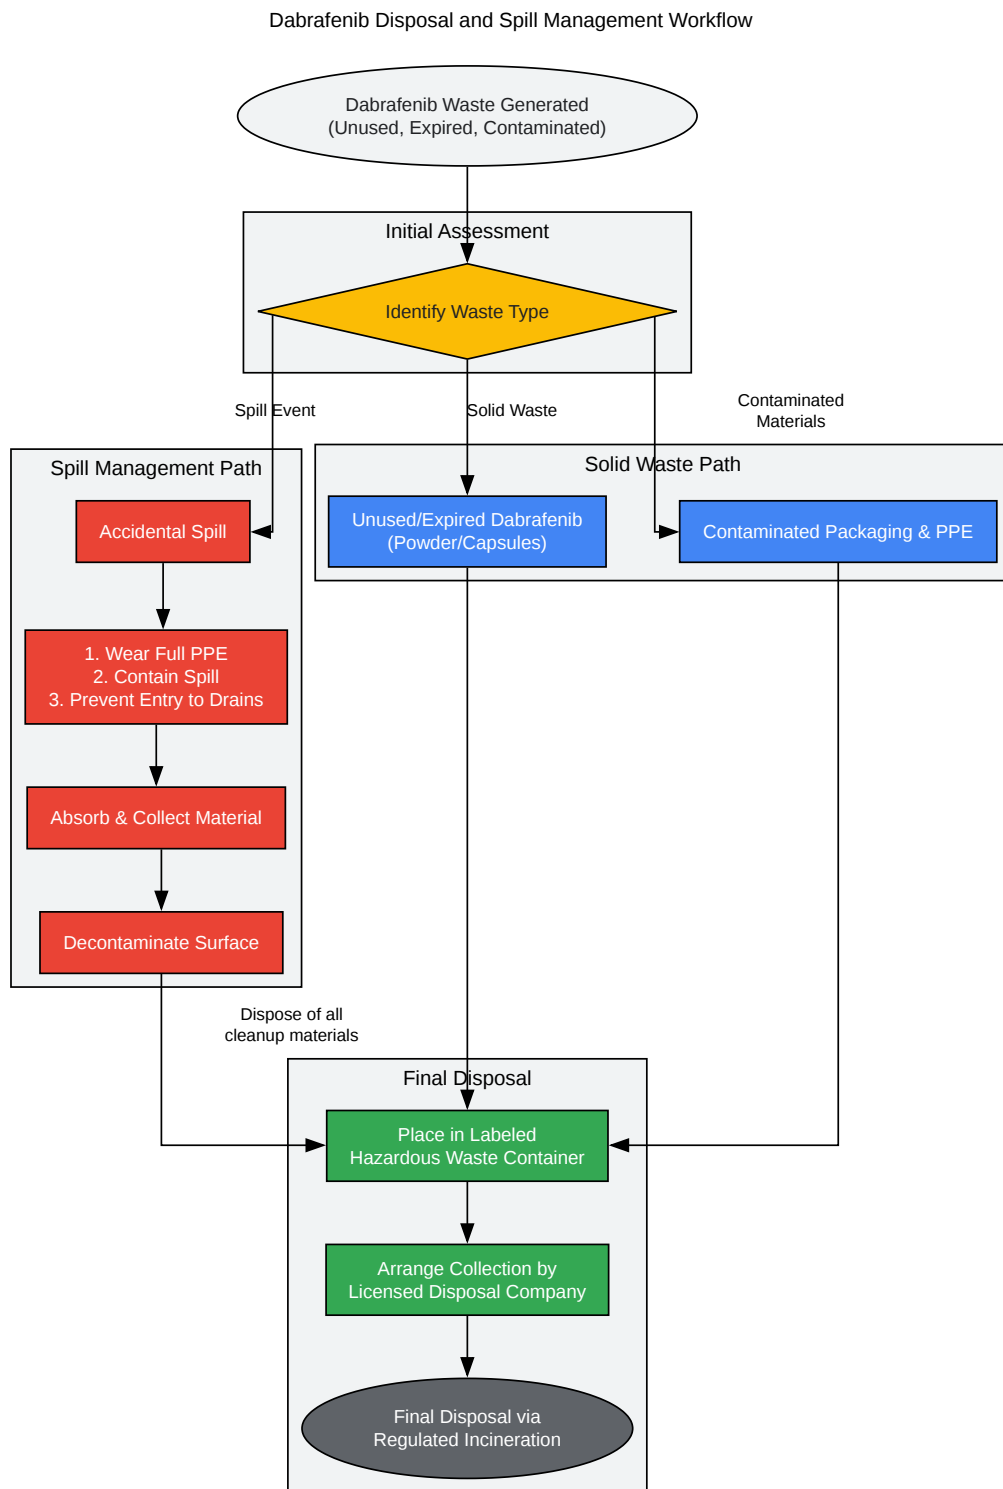 Dabrafenib Disposal and Spill Management Workflow
Dabrafenib Waste Generated
(Unused, Expired, Contaminated)
Initial Assessment
Identify Waste Type
Spill Event
Solid Waste
Contaminated
Materials
Spill Management Path
Solid Waste Path
Accidental Spill
Unused/Expired Dabrafenib
(Powder/Capsules)
Contaminated Packaging & PPE
1. Wear Full PPE
2. Contain Spill
3. Prevent Entry to Drains
Absorb & Collect Material
Decontaminate Surface
Dispose of all
cleanup materials
Final Disposal
Place in Labeled
Hazardous Waste Container
Arrange Collection by
Licensed Disposal Company
Final Disposal via
Regulated Incineration